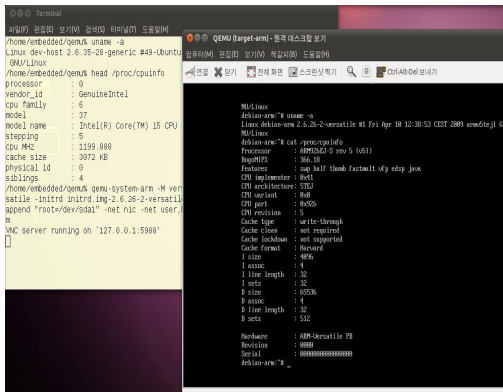 Terminal
파일(F) 편집(E) 보기(V) 검색(S) 터미널(T) 도움말(H)
/home/embedded/qemu% uname -a
Linux dev-host 2.6.35-28-generic #49-Ubuntu
GNU/Linux
/home/embedded/qemu% head /proc/cpuinfo
processor : 0
vendor_id : GenuineIntel
cpu family : 6
model : 37
model name : Intel(R) Core(TM) i5 CPU
stepping : 5
cpu MHz : 1199.000
cache size : 3072 KB
physical id : 0
siblings : 4
/home/embedded/qemu% qemu-system-arm -M ver
satile -initrd initrd.img-2.6.26-versatil
append "root=/dev/sda1" -net nic -net user,
m
VNC server running on `127.0.0.1:5900'
QEMU (target-arm) - 원격 데스크탑 보기
컴퓨터(M) 편집(E) 보기(V) 책갈피(B) 도움말(H)
연결 닫기 전체 화면 스크린샷 찍기 Ctrl-Alt-Del 보내기
NU/Linux
debian-arm:~# uname -a
Linux debian-arm 2.6.26-2-versatile #1 Fri Apr 10 12:38:53 CEST 2009 armv5tejl G
NU/Linux
debian-arm:~# cat /proc/cpuinfo
Processor : ARM926EJ-S rev 5 (v5l)
BogoMIPS : 366.18
Features : swp half thumb fastmult vfp edsp java
CPU implementer : 0x41
CPU architecture: 5TEJ
CPU variant : 0x0
CPU part : 0x926
CPU revision : 5
Cache type : write-through
Cache clean : not required
Cache lockdown : not supported
Cache format : Harvard
I size : 4096
I assoc : 4
I line length : 32
I sets : 32
D size : 65536
D assoc : 4
D line length : 32
D sets : 512
Hardware : ARM-Versatile PB
Revision : 0000
Serial : 0000000000000000
debian-arm:~# _